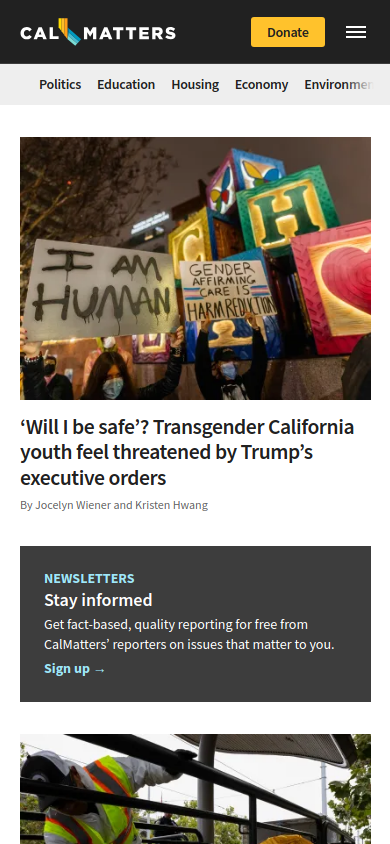 CALMATTERS
Donate
Politics Education Housing Economy Environmen
I AM
HUMAN
GENDER
AFFIRMING
CARE IS
HARM REDUCTION
C
H
‘Will I be safe’? Transgender California
youth feel threatened by Trump’s
executive orders
By Jocelyn Wiener and Kristen Hwang
NEWSLETTERS
Stay informed
Get fact-based, quality reporting for free from
CalMatters’ reporters on issues that matter to you.
Sign up →